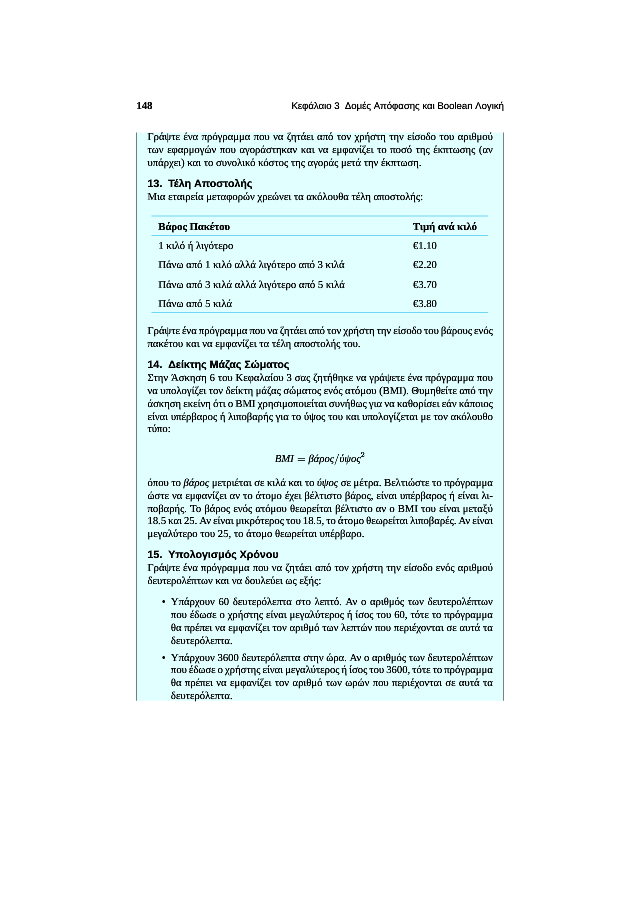 148 Κεφάλαιο 3 Δομές Απόφασης και Boolean Λογική
Γράψτε ένα πρόγραμμα που να ζητάει από τον χρήστη την είσοδο του αριθμού
των εφαρμογών που αγοράστηκαν και να εμφανίζει το ποσό της έκπτωσης (αν
υπάρχει) και το συνολικό κόστος της αγοράς μετά την έκπτωση.
13. Τέλη Αποστολής
Μια εταιρεία μεταφορών χρεώνει τα ακόλουθα τέλη αποστολής:
Βάρος Πακέτου Τιμή ανά κιλό
1 κιλό ή λιγότερο €1.10
Πάνω από 1 κιλό αλλά λιγότερο από 3 κιλά €2.20
Πάνω από 3 κιλά αλλά λιγότερο από 5 κιλά €3.70
Πάνω από 5 κιλά €3.80
Γράψτε ένα πρόγραμμα που να ζητάει από τον χρήστη την είσοδο του βάρους ενός
πακέτου και να εμφανίζει τα τέλη αποστολής του.
14. Δείκτης Μάζας Σώματος
Στην Άσκηση 6 του Κεφαλαίου 3 σας ζητήθηκε να γράψετε ένα πρόγραμμα που
να υπολογίζει τον δείκτη μάζας σώματος ενός ατόμου (BMI). Θυμηθείτε από την
άσκηση εκείνη ότι ο BMI χρησιμοποιείται συνήθως για να καθορίσει εάν κάποιος
είναι υπέρβαρος ή λιποβαρής για το ύψος του και υπολογίζεται με τον ακόλουθο
τύπο:
BMI = βάρος/ύψος²
όπου το βάρος μετριέται σε κιλά και το ύψος σε μέτρα. Βελτιώστε το πρόγραμμα
ώστε να εμφανίζει αν το άτομο έχει βέλτιστο βάρος, είναι υπέρβαρος ή είναι λι-
ποβαρής. Το βάρος ενός ατόμου θεωρείται βέλτιστο αν ο BMI του είναι μεταξύ
18.5 και 25. Αν είναι μικρότερος του 18.5, το άτομο θεωρείται λιποβαρές. Αν είναι
μεγαλύτερο του 25, το άτομο θεωρείται υπέρβαρο.
15. Υπολογισμός Χρόνου
Γράψτε ένα πρόγραμμα που να ζητάει από τον χρήστη την είσοδο ενός αριθμού
δευτερολέπτων και να δουλεύει ως εξής:
• Υπάρχουν 60 δευτερόλεπτα στο λεπτό. Αν ο αριθμός των δευτερολέπτων
που έδωσε ο χρήστης είναι μεγαλύτερος ή ίσος του 60, τότε το πρόγραμμα
θα πρέπει να εμφανίζει τον αριθμό των λεπτών που περιέχονται σε αυτά τα
δευτερόλεπτα.
• Υπάρχουν 3600 δευτερόλεπτα στην ώρα. Αν ο αριθμός των δευτερολέπτων
που έδωσε ο χρήστης είναι μεγαλύτερος ή ίσος του 3600, τότε το πρόγραμμα
θα πρέπει να εμφανίζει τον αριθμό των ωρών που περιέχονται σε αυτά τα
δευτερόλεπτα.